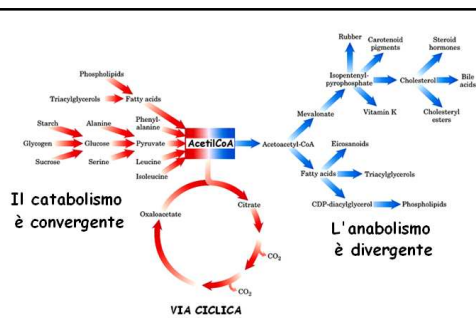 Phospholipids
Triacylglycerols
Fatty acids
Starch
Alanine
Phenyl-
alanine
Glycogen
Glucose
Pyruvate
Sucrose
Serine
Leucine
Isoleucine
AcetilCoA
Acetoacetyl-CoA
Mevalonate
Isopentenyl-
pyrophosphate
Rubber
Carotenoid
pigments
Steroid
hormones
Cholesterol
Bile
acids
Vitamin K
Cholesteryl
esters
Eicosanoids
Fatty acids
Triacylglycerols
CDP-diacylglycerol
Phospholipids
Il catabolismo
è convergente
Oxaloacetate
Citrate
CO2
CO2
L'anabolismo
è divergente
VIA CICLICA